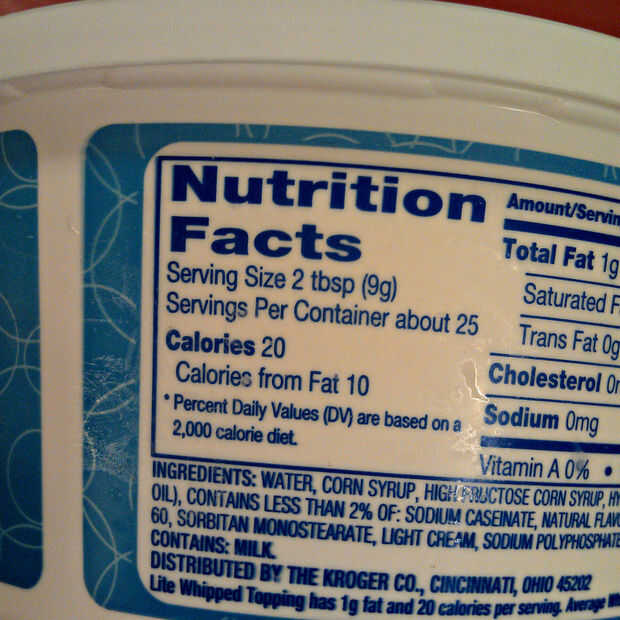 Nutrition
Facts
Serving Size 2 tbsp (9g)
Servings Per Container about 25
Calories 20
Calories from Fat 10
* Percent Daily Values (DV) are based on a
2,000 calorie diet.
Amount/Servin
Total Fat 1g
Saturated F
Trans Fat 0g
Cholesterol 0
Sodium 0mg
Vitamin A 0% •
INGREDIENTS: WATER, CORN SYRUP, HIGH FRUCTOSE CORN SYRUP, HY
OIL), CONTAINS LESS THAN 2% OF: SODIUM CASEINATE, NATURAL FLAV
60, SORBITAN MONOSTEARATE, LIGHT CREAM, SODIUM POLYPHOSPHATE
CONTAINS: MILK.
DISTRIBUTED BY THE KROGER CO., CINCINNATI, OHIO 45202
Lite Whipped Topping has 1g fat and 20 calories per serving. Average